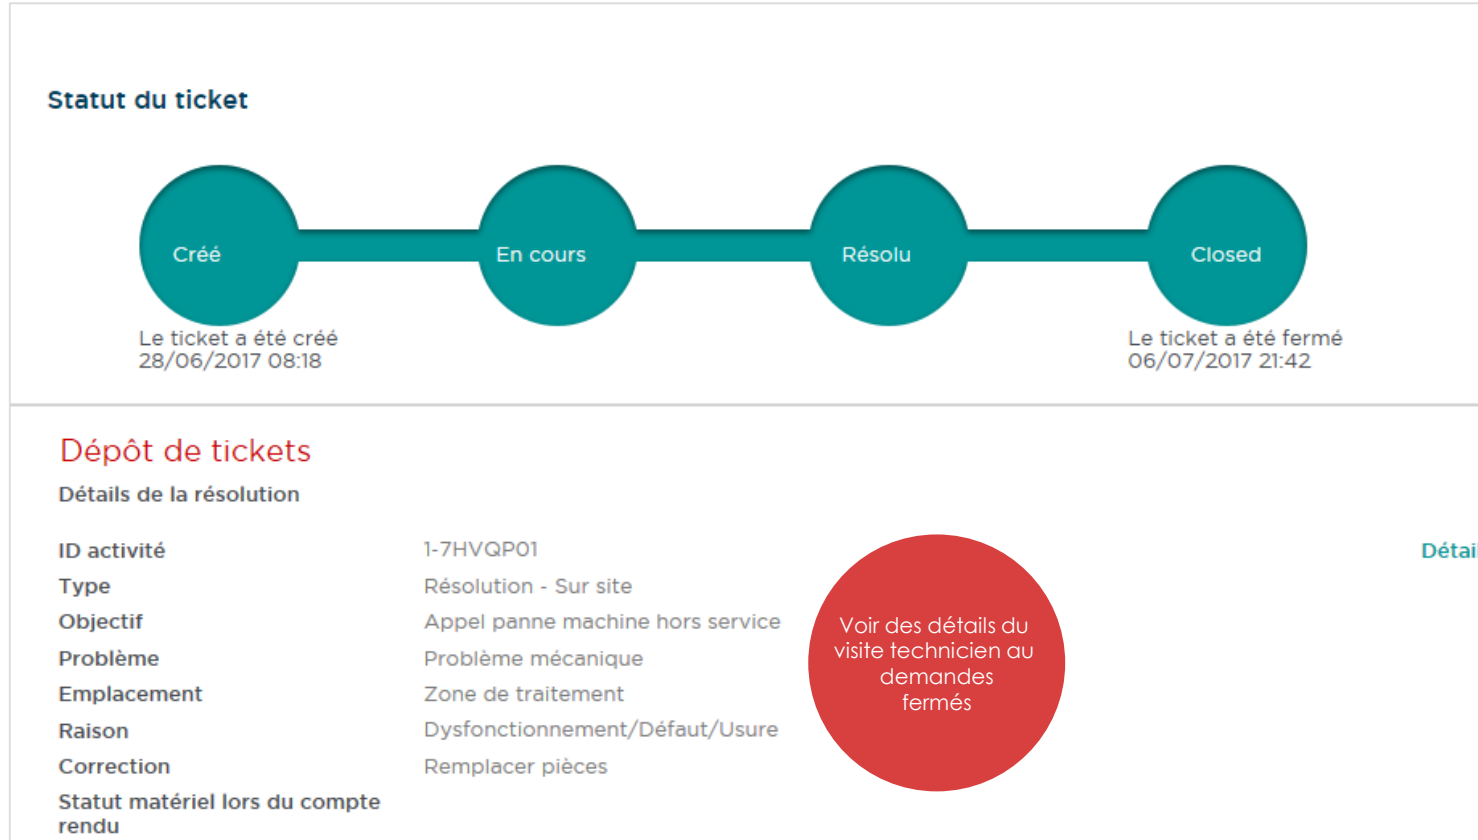 Statut du ticket
Créé
En cours
Résolu
Closed
Le ticket a été créé
28/06/2017 08:18
Le ticket a été fermé
06/07/2017 21:42
Dépôt de tickets
Détails de la résolution
ID activité 1-7HVQP01
Détail
Type Résolution - Sur site
Objectif Appel panne machine hors service
Problème Problème mécanique
Emplacement Zone de traitement
Raison Dysfonctionnement/Défaut/Usure
Correction Remplacer pièces
Statut matériel lors du compte
rendu
Voir des détails du
visite technicien au
demandes
fermés